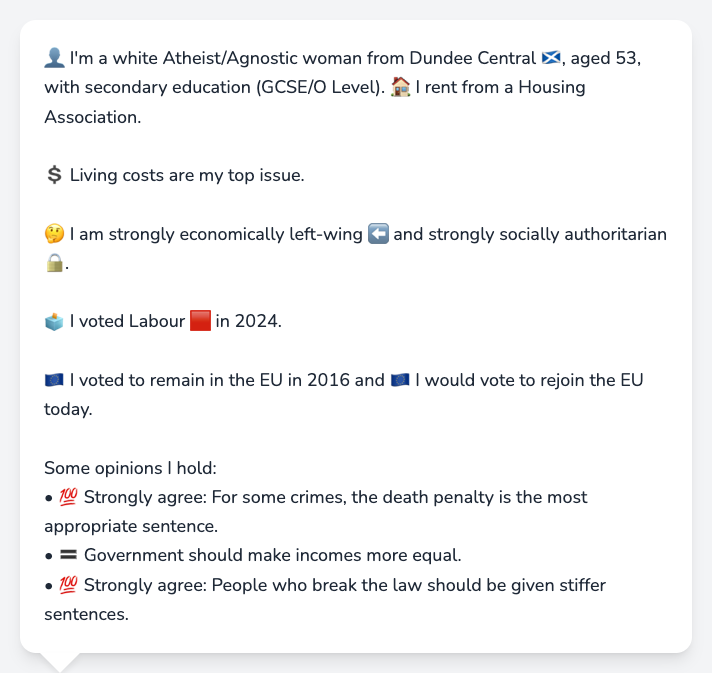 👤 I'm a white Atheist/Agnostic woman from Dundee Central 🏴󠁧󠁢󠁳󠁣󠁴󠁿, aged 53,
with secondary education (GCSE/O Level). 🏠 I rent from a Housing
Association.
💲 Living costs are my top issue.
🤔 I am strongly economically left-wing ⬅️ and strongly socially authoritarian
🔒.
🗳️ I voted Labour 🟥 in 2024.
🇪🇺 I voted to remain in the EU in 2016 and 🇪🇺 I would vote to rejoin the EU
today.
Some opinions I hold:
• 💯 Strongly agree: For some crimes, the death penalty is the most
appropriate sentence.
• 🟰 Government should make incomes more equal.
• 💯 Strongly agree: People who break the law should be given stiffer
sentences.